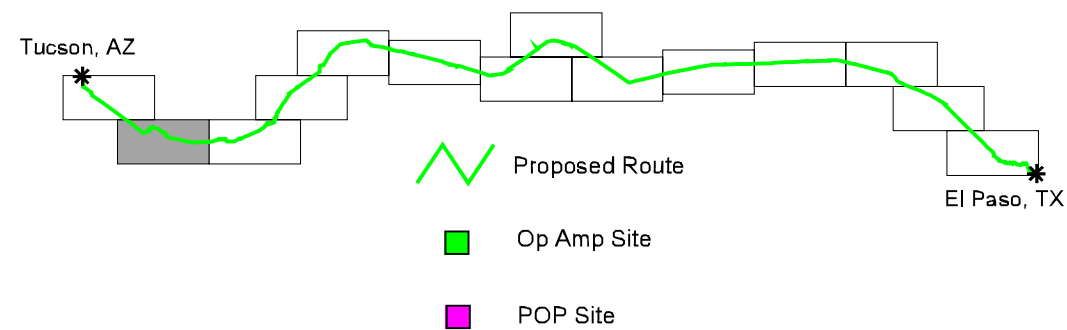 Tucson, AZ
Proposed Route
El Paso, TX
Op Amp Site
POP Site